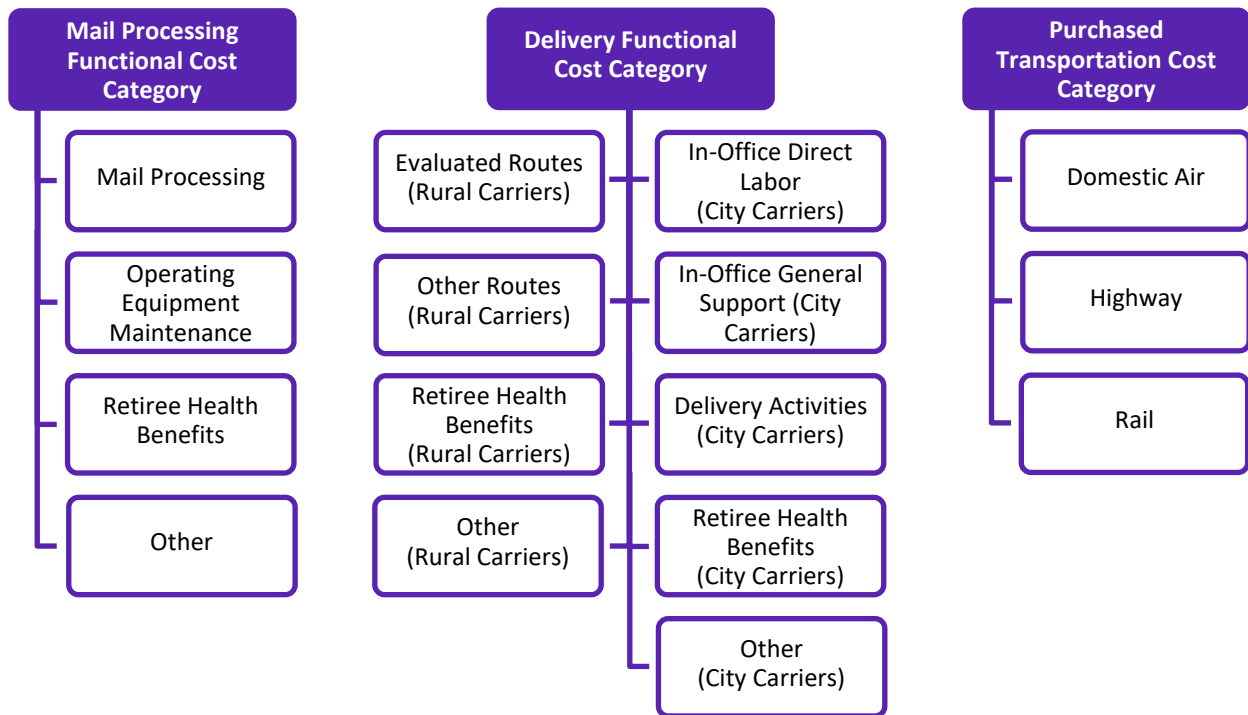 Mail Processing
Functional Cost
Category
Mail Processing
Operating
Equipment
Maintenance
Retiree Health
Benefits
Other
Delivery Functional
Cost Category
Evaluated Routes
(Rural Carriers)
In-Office Direct
Labor
(City Carriers)
Other Routes
(Rural Carriers)
In-Office General
Support (City
Carriers)
Retiree Health
Benefits
(Rural Carriers)
Delivery Activities
(City Carriers)
Other
(Rural Carriers)
Retiree Health
Benefits
(City Carriers)
Other
(City Carriers)
Purchased
Transportation Cost
Category
Domestic Air
Highway
Rail